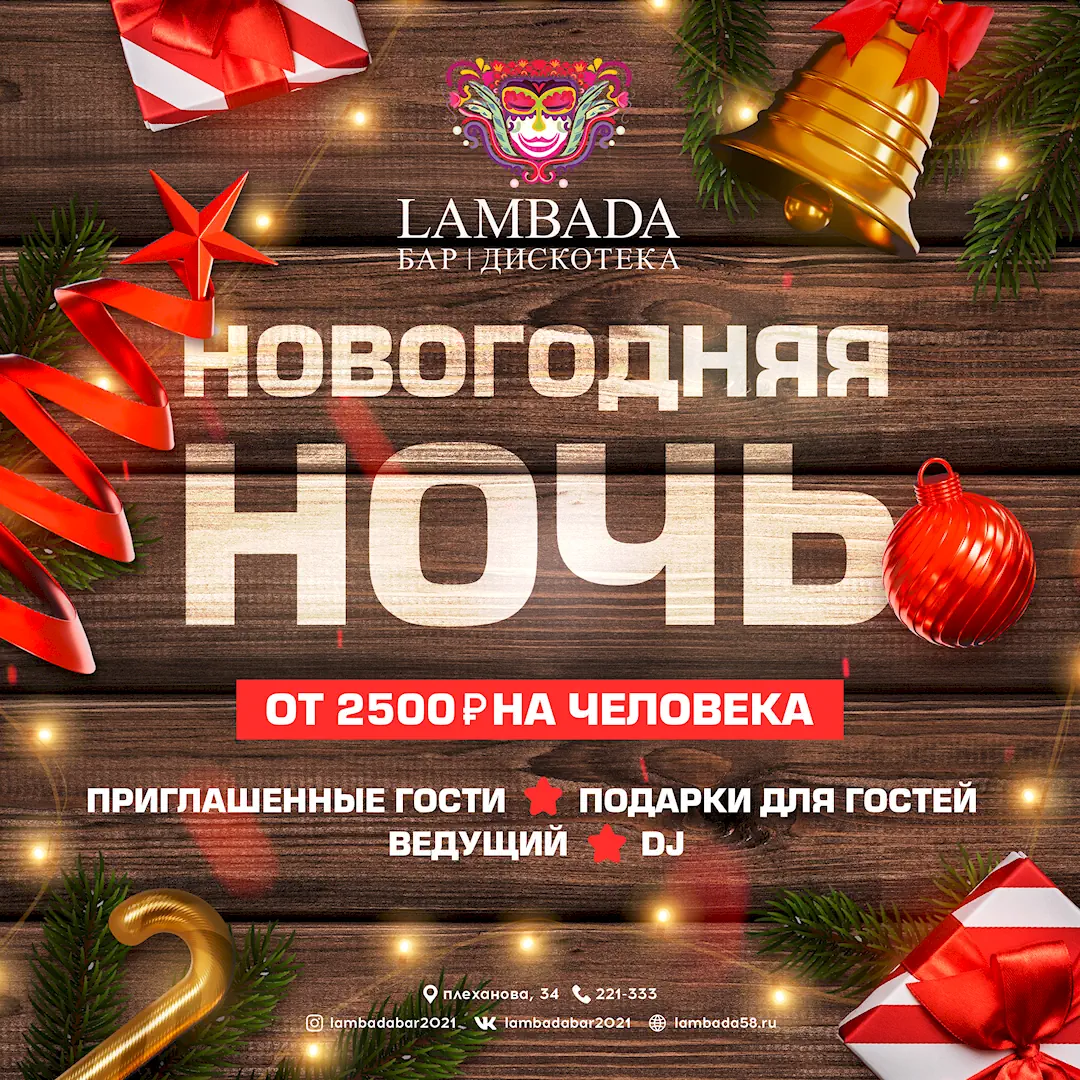 LAMBADA
БАР | ДИСКОТЕКА
НОВОГОДНЯЯ
НОЧЬ
ОТ 2500 ₽ НА ЧЕЛОВЕКА
ПРИГЛАШЕННЫЕ ГОСТИ ★ ПОДАРКИ ДЛЯ ГОСТЕЙ
ВЕДУЩИЙ ★ DJ
плеханова, 34 221-333
lambadabar2021 lambadabar2021 lambada58.ru